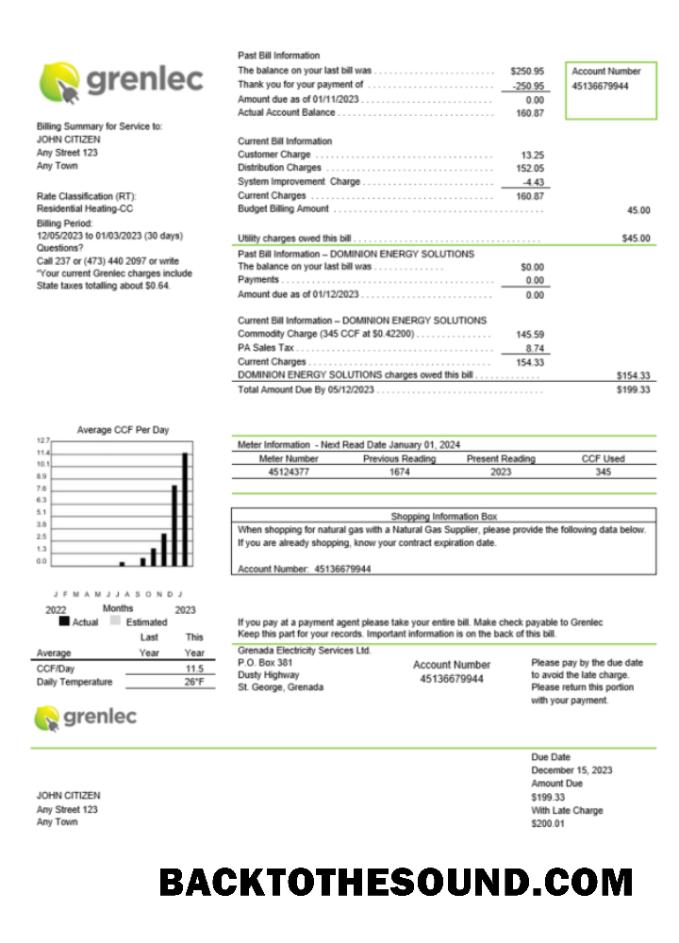 grenlec
Billing Summary for Service to:
JOHN CITIZEN
Any Street 123
Any Town
Rate Classification (RT):
Residential Heating-CC
Billing Period:
12/05/2023 to 01/03/2023 (30 days)
Questions?
Call 237 or (473) 440 2097 or write
"Your current Grenlec charges include
State taxes totalling about $0.64.
Past Bill Information
The balance on your last bill was $250.95
Thank you for your payment of -250.95
Amount due as of 01/11/2023 0.00
Actual Account Balance 160.87
Account Number
45136679944
Current Bill Information
Customer Charge 13.25
Distribution Charges 152.05
System Improvement Charge -4.43
Current Charges 160.87
Budget Billing Amount 45.00
Utility charges owed this bill $45.00
Past Bill Information – DOMINION ENERGY SOLUTIONS
The balance on your last bill was $0.00
Payments 0.00
Amount due as of 01/12/2023 0.00
Current Bill Information – DOMINION ENERGY SOLUTIONS
Commodity Charge (345 CCF at $0.42200) 145.59
PA Sales Tax 8.74
Current Charges 154.33
DOMINION ENERGY SOLUTIONS charges owed this bill $154.33
Total Amount Due By 05/12/2023 $199.33
Average CCF Per Day
12.7
11.4
10.1
8.9
7.6
6.3
5.1
3.8
2.5
1.3
0.0
J F M A M J J A S O N D J
2022 Months 2023
Actual Estimated
Last This
Average Year Year
CCF/Day 11.5
Daily Temperature 26°F
Meter Information - Next Read Date January 01, 2024
Meter Number Previous Reading Present Reading CCF Used
45124377 1674 2023 345
Shopping Information Box
When shopping for natural gas with a Natural Gas Supplier, please provide the following data below.
If you are already shopping, know your contract expiration date.
Account Number: 45136679944
If you pay at a payment agent please take your entire bill. Make check payable to Grenlec
Keep this part for your records. Important information is on the back of this bill.
Grenada Electricity Services Ltd.
P.O. Box 381
Dusty Highway
St. George, Grenada
Account Number
45136679944
Please pay by the due date
to avoid the late charge.
Please return this portion
with your payment.
grenlec
Due Date
December 15, 2023
Amount Due
$199.33
With Late Charge
$200.01
JOHN CITIZEN
Any Street 123
Any Town
BACKTOTHESOUND.COM